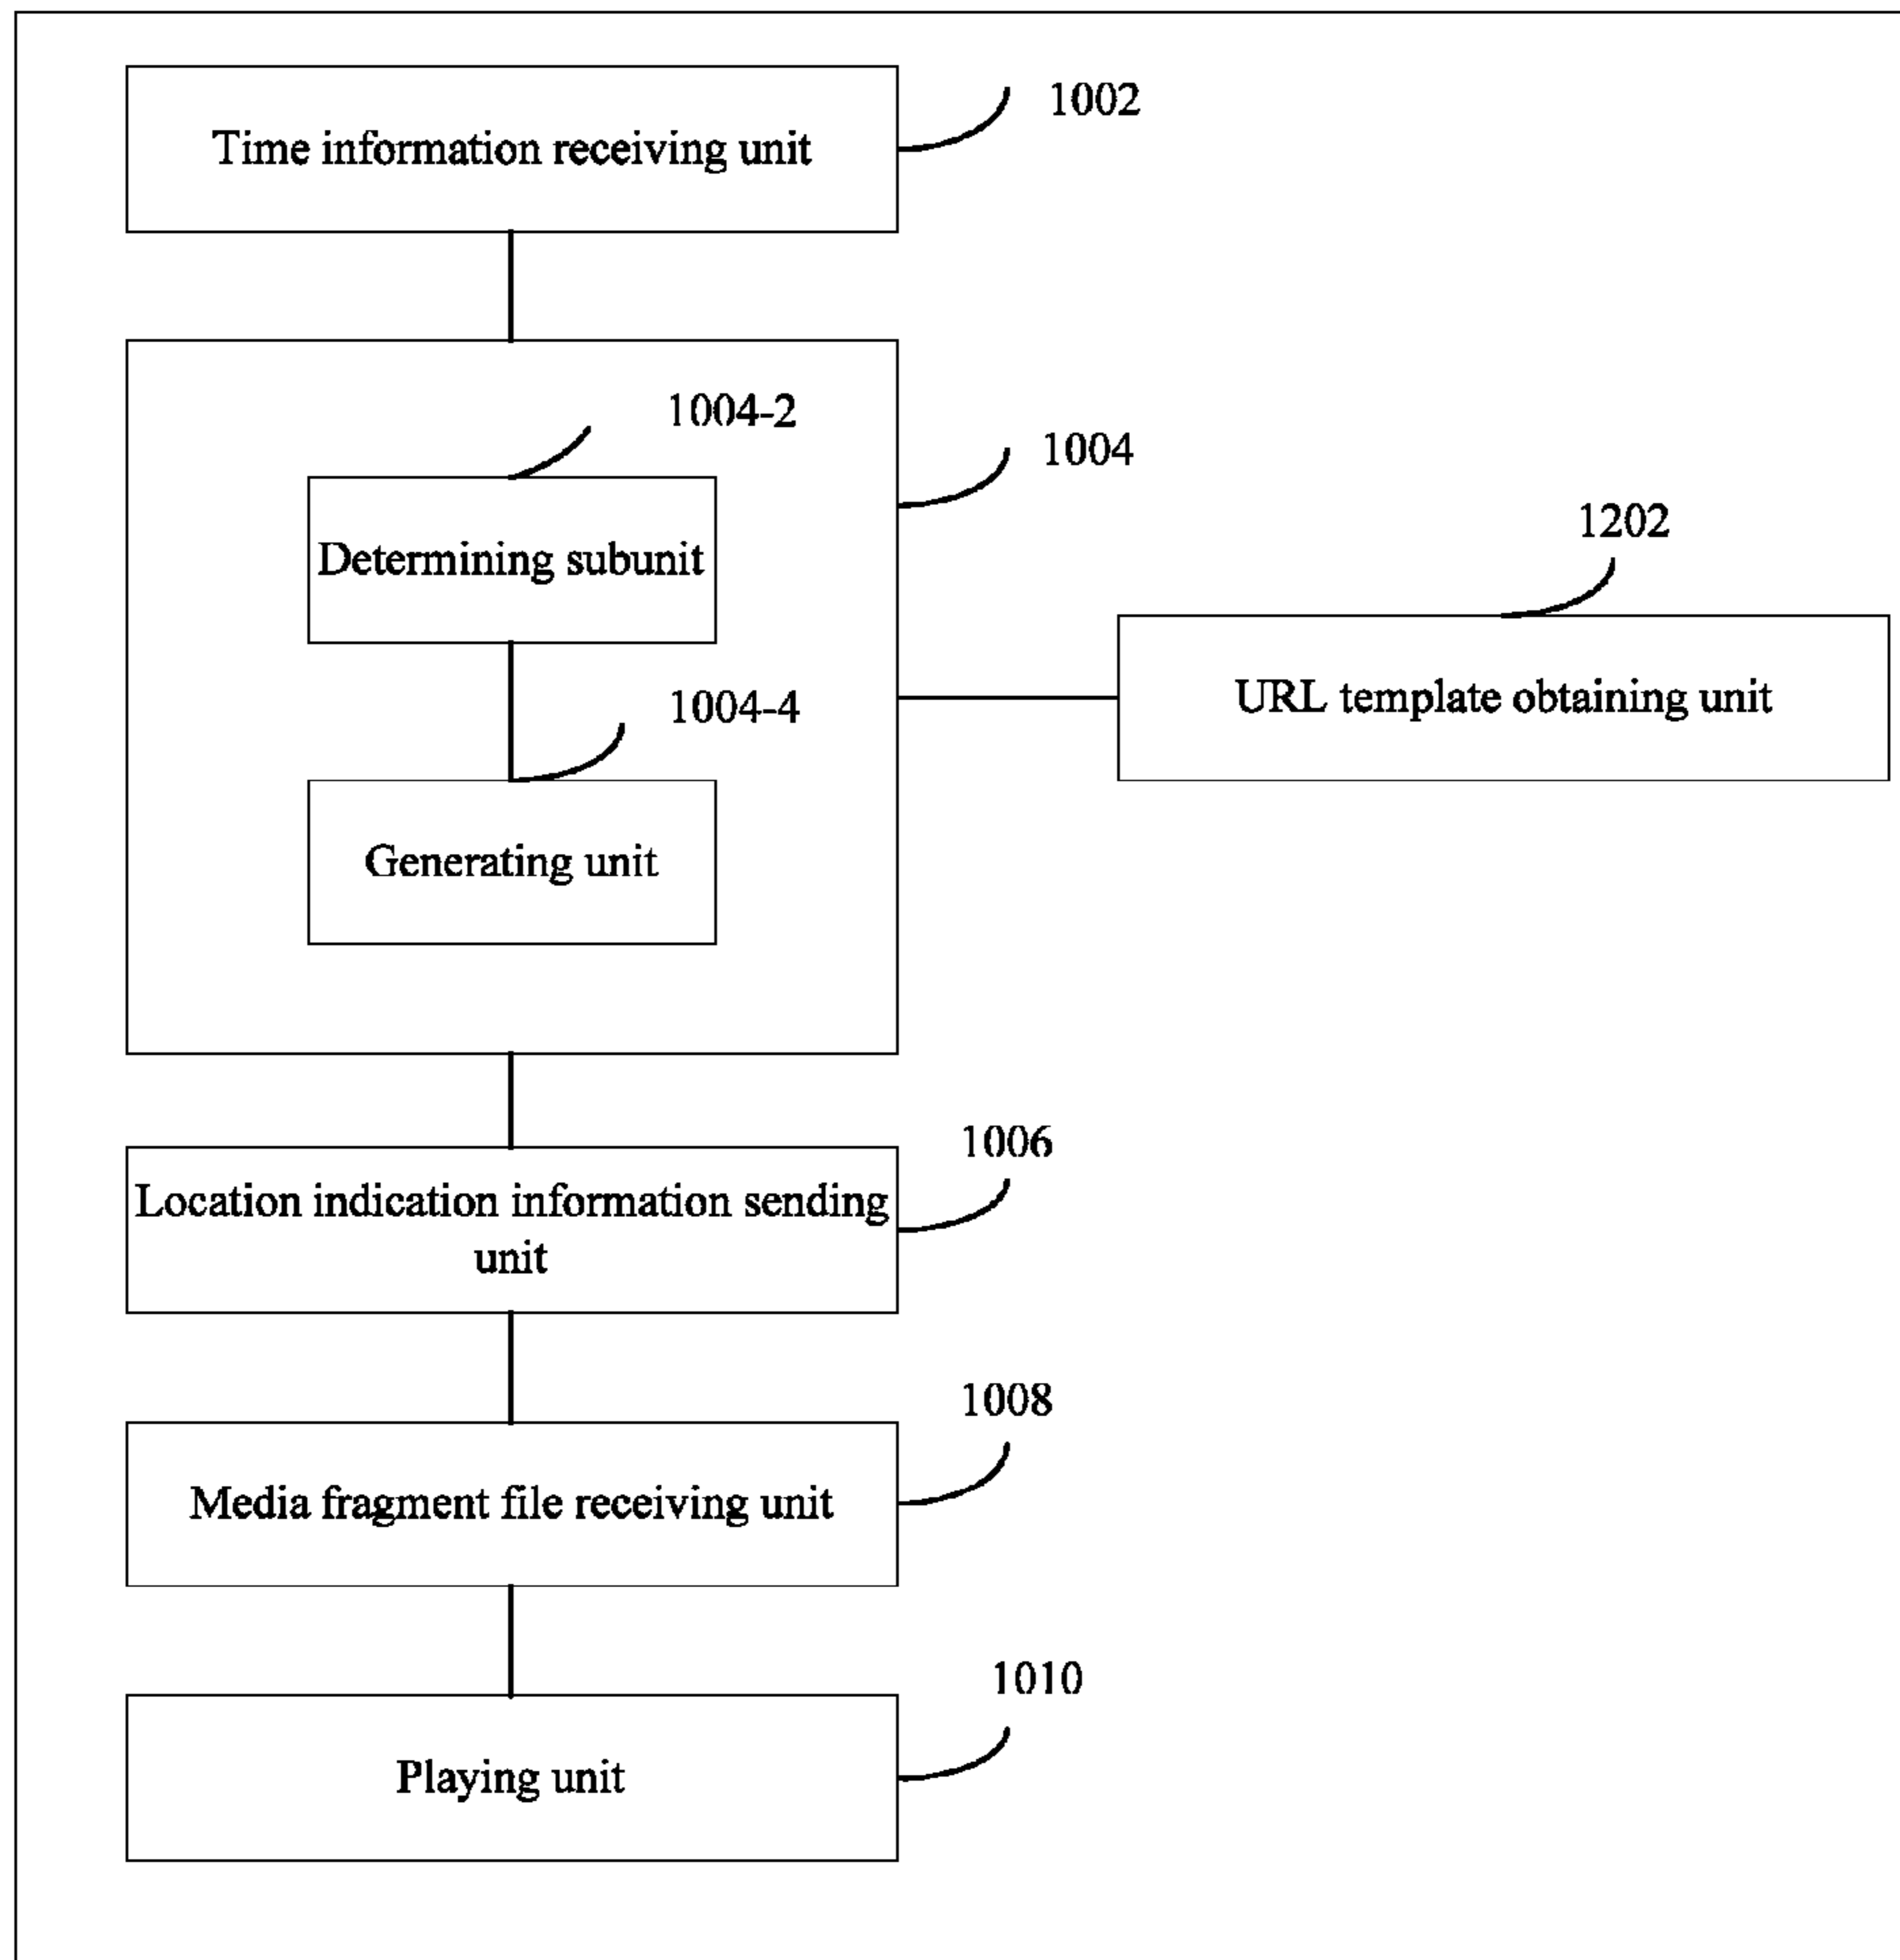 1002
Time information receiving unit
1004-2
1004
Determining subunit
1202
URL template obtaining unit
1004-4
Generating unit
1006
Location indication information sending
unit
1008
Media fragment file receiving unit
1010
Playing unit